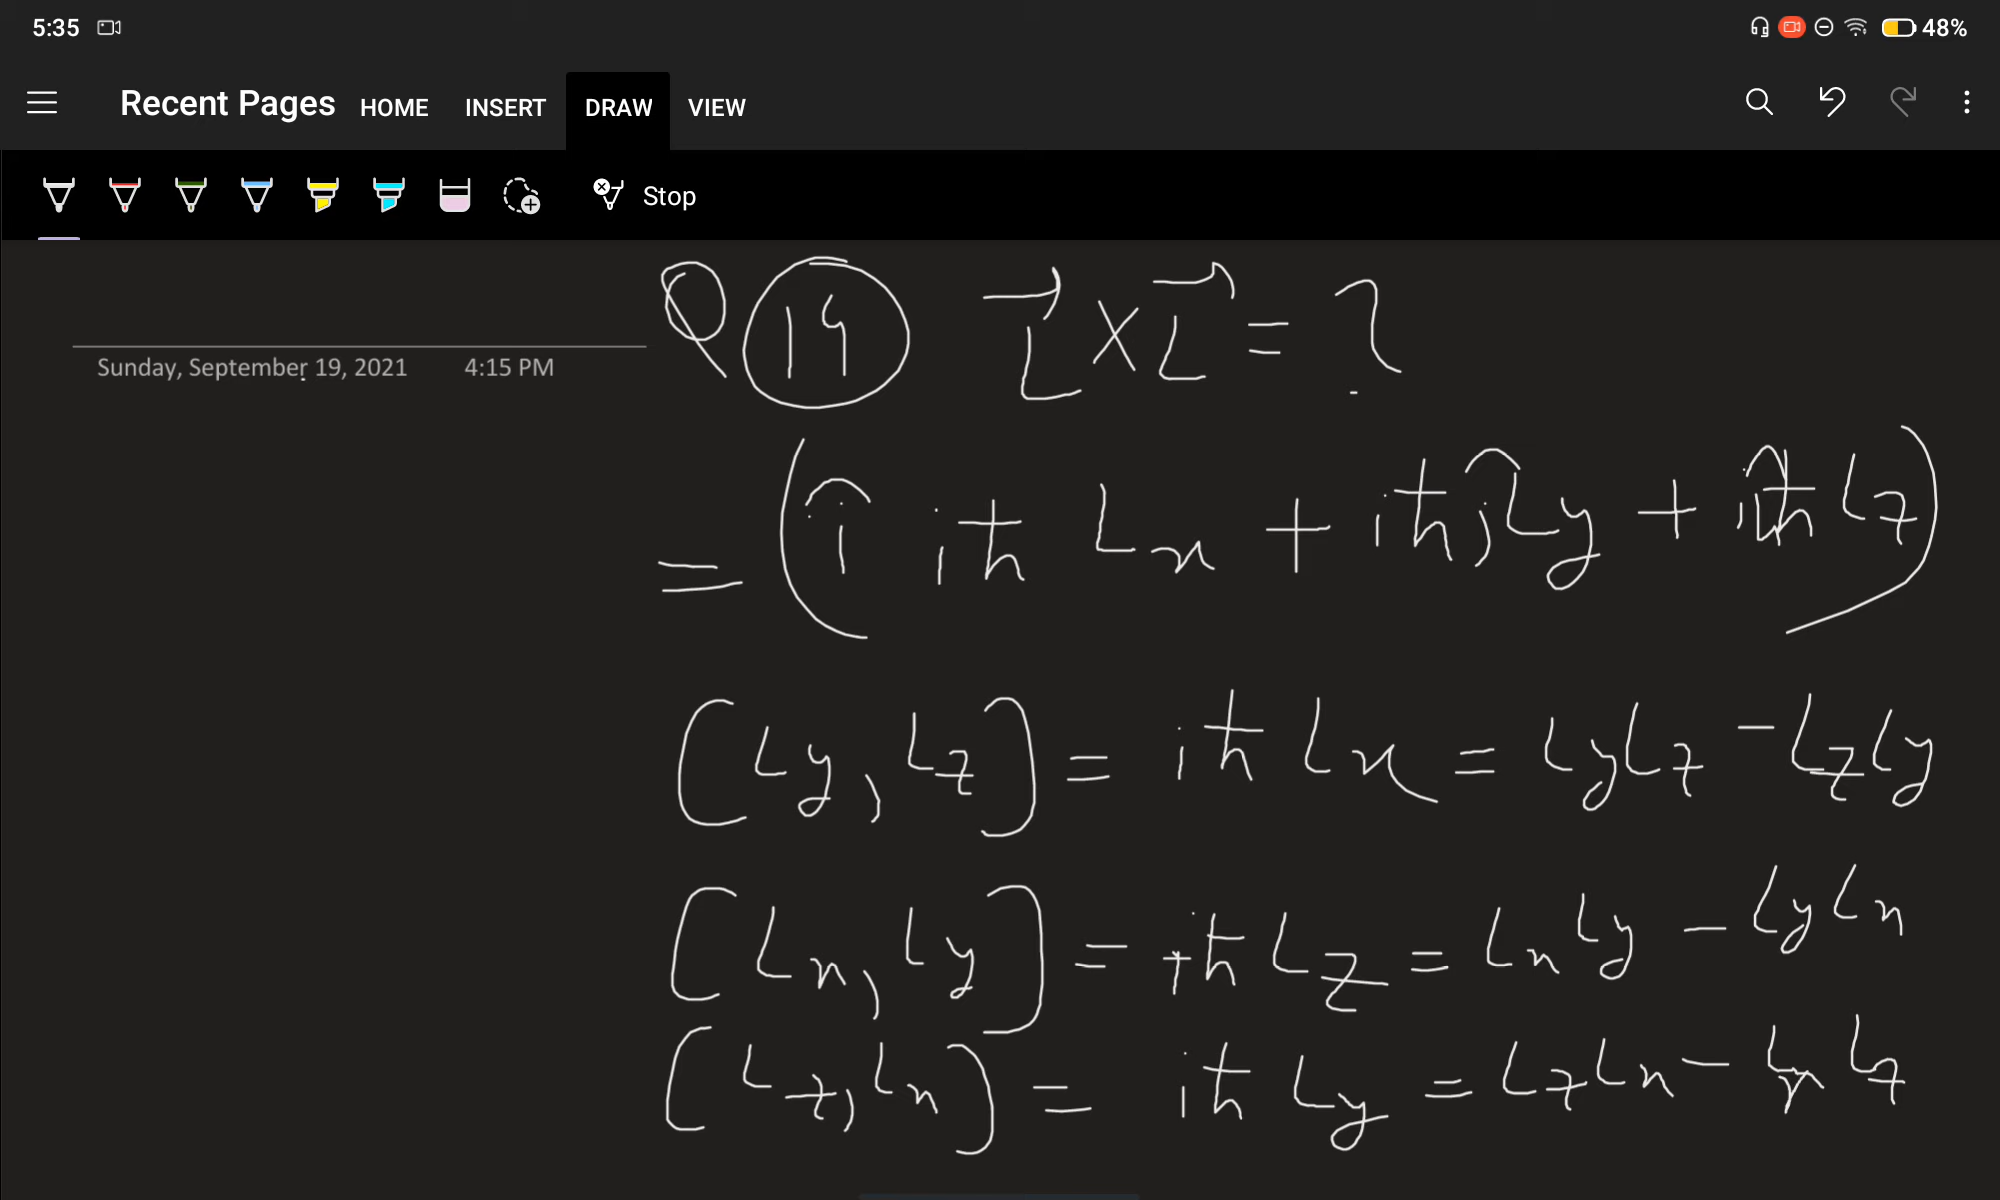 5:35 48%
Recent Pages HOME INSERT DRAW VIEW
Stop
Sunday, September 19, 2021 4:15 PM
Q 14 L⃗ × L⃗ = ?
= ( î iħ Lx + iħ ĵ Ly + iħ Lz )
[Ly, Lz] = iħ Lx = LyLz - LzLy
[Lx, Ly] = iħ Lz = LxLy - LyLx
[Lz, Lx] = iħ Ly = LzLx - LxLz